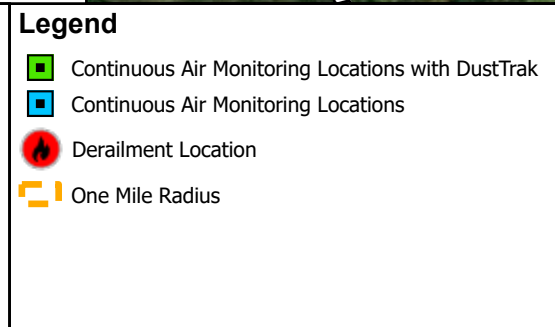 Legend
Continuous Air Monitoring Locations with DustTrak
Continuous Air Monitoring Locations
Derailment Location
One Mile Radius